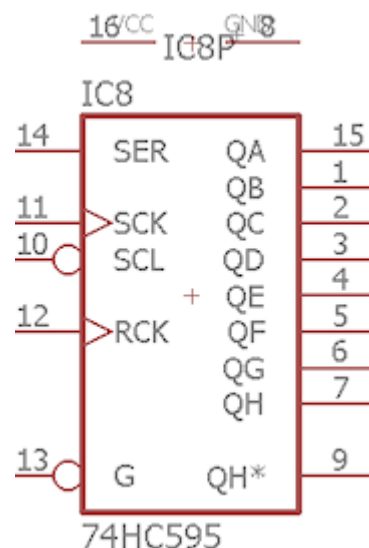 16 VCC GND 8
IC8P
IC8
14 SER QA 15
QB 1
11 SCK QC 2
10 SCL QD 3
QE 4
12 RCK QF 5
QG 6
QH 7
13 G QH* 9
74HC595